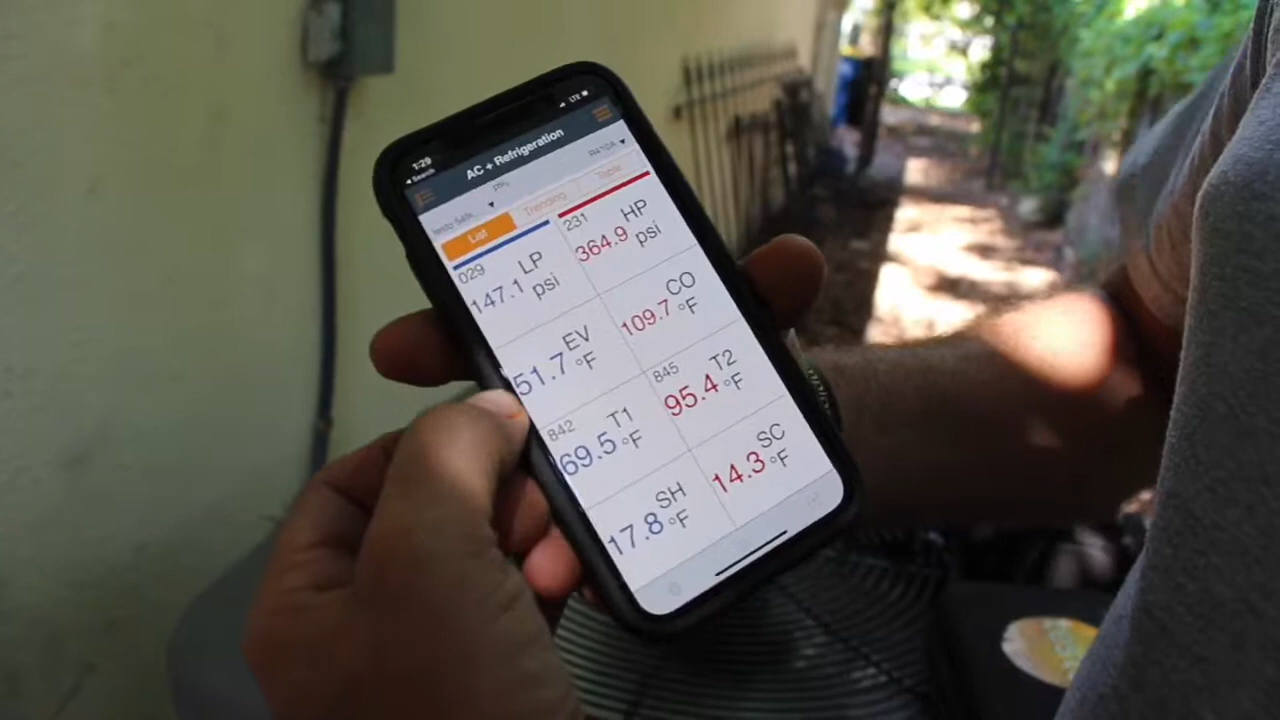 1:29
LTE
Search
AC + Refrigeration
R410A
List
Trending
Table
029
LP
147.1 psi
231
HP
364.9 psi
EV
51.7 °F
CO
109.7 °F
842
T1
69.5 °F
845
T2
95.4 °F
SH
17.8 °F
SC
14.3 °F